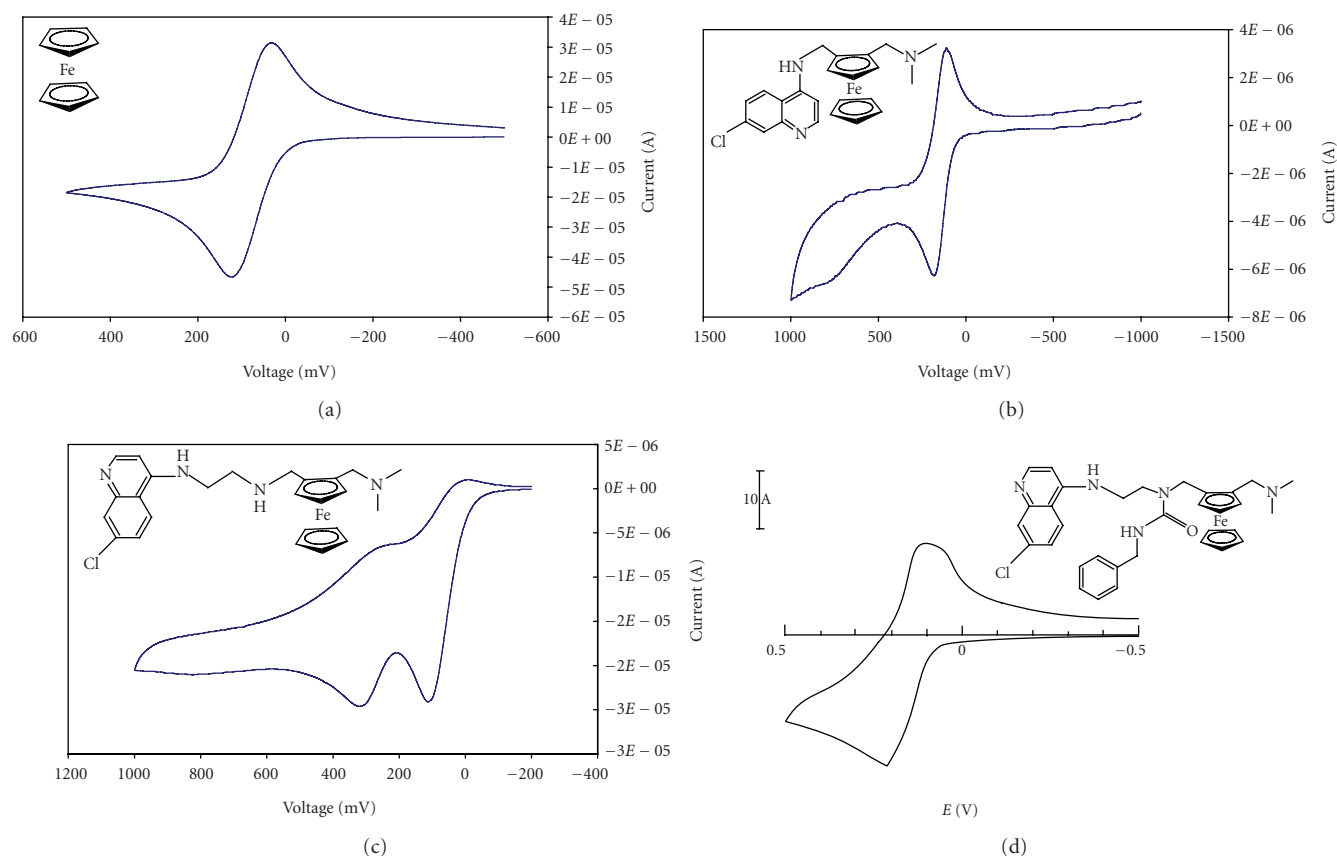 Fe
4E − 05
3E − 05
2E − 05
1E − 05
0E + 00
−1E − 05
−2E − 05
−3E − 05
−4E − 05
−5E − 05
−6E − 05
Current (A)
600 400 200 0 −200 −400 −600
Voltage (mV)
(a)
HN
N
Fe
Cl
N
4E − 06
2E − 06
0E + 00
−2E − 06
−4E − 06
−6E − 06
−8E − 06
Current (A)
1500 1000 500 0 −500 −1000 −1500
Voltage (mV)
(b)
H
N
N
N
H
N
Fe
Cl
5E − 06
0E + 00
−5E − 06
−1E − 05
−2E − 05
−2E − 05
−3E − 05
−3E − 05
Current (A)
1200 1000 800 600 400 200 0 −200 −400
Voltage (mV)
(c)
10 A
H
N
N
N
N
Fe
HN
O
Cl
0.5 0 −0.5
E (V)
(d)